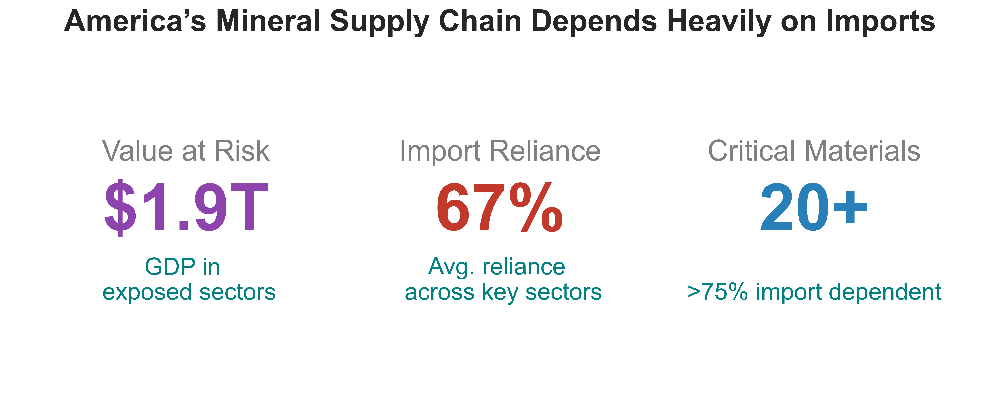 America’s Mineral Supply Chain Depends Heavily on Imports
Value at Risk
$1.9T
GDP in
exposed sectors
Import Reliance
67%
Avg. reliance
across key sectors
Critical Materials
20+
>75% import dependent